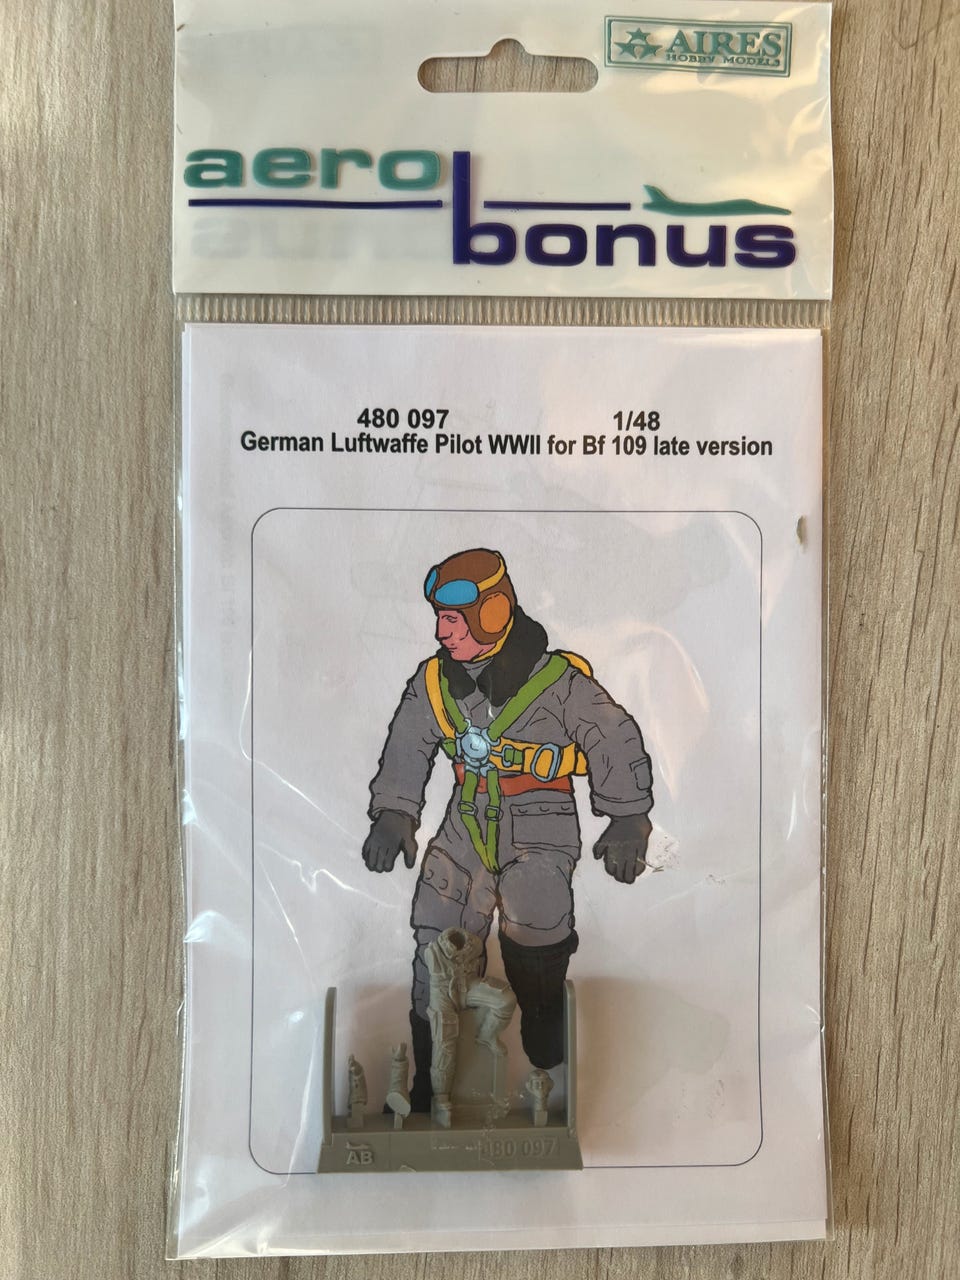 AIRES
HOBBY MODELS
aero
bonus
480 097 1/48
German Luftwaffe Pilot WWII for Bf 109 late version
AB 480 097